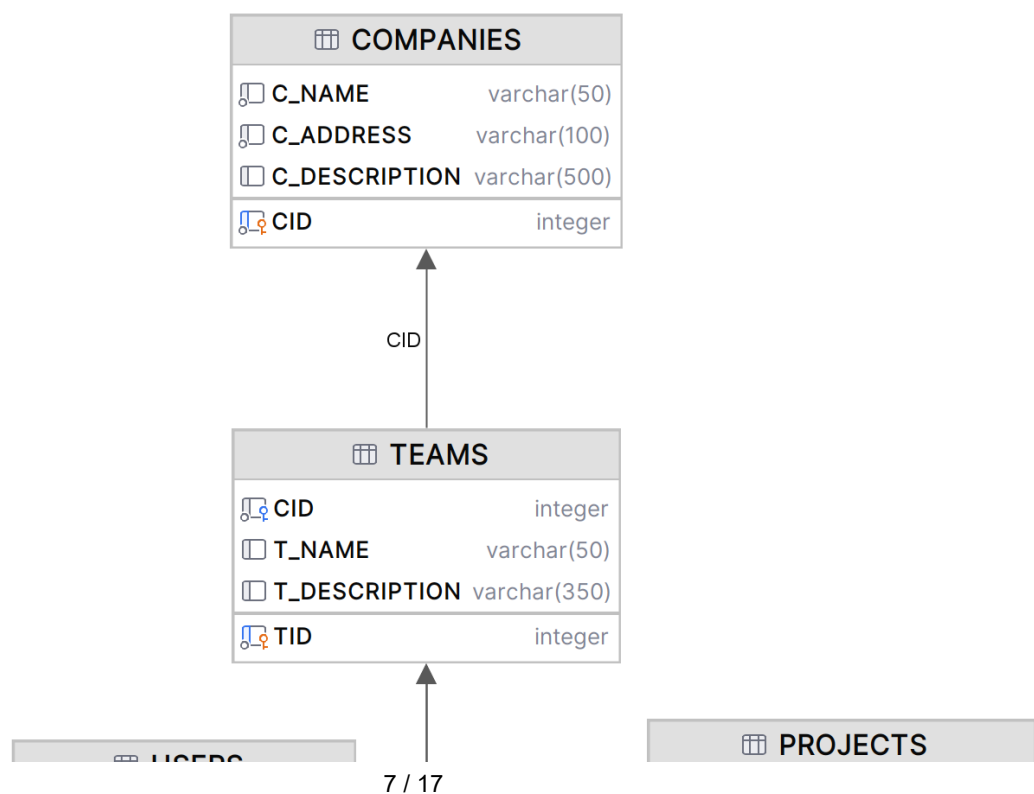 COMPANIES
C_NAME varchar(50)
C_ADDRESS varchar(100)
C_DESCRIPTION varchar(500)
CID integer
CID
TEAMS
CID integer
T_NAME varchar(50)
T_DESCRIPTION varchar(350)
TID integer
USERS
PROJECTS
7 / 17